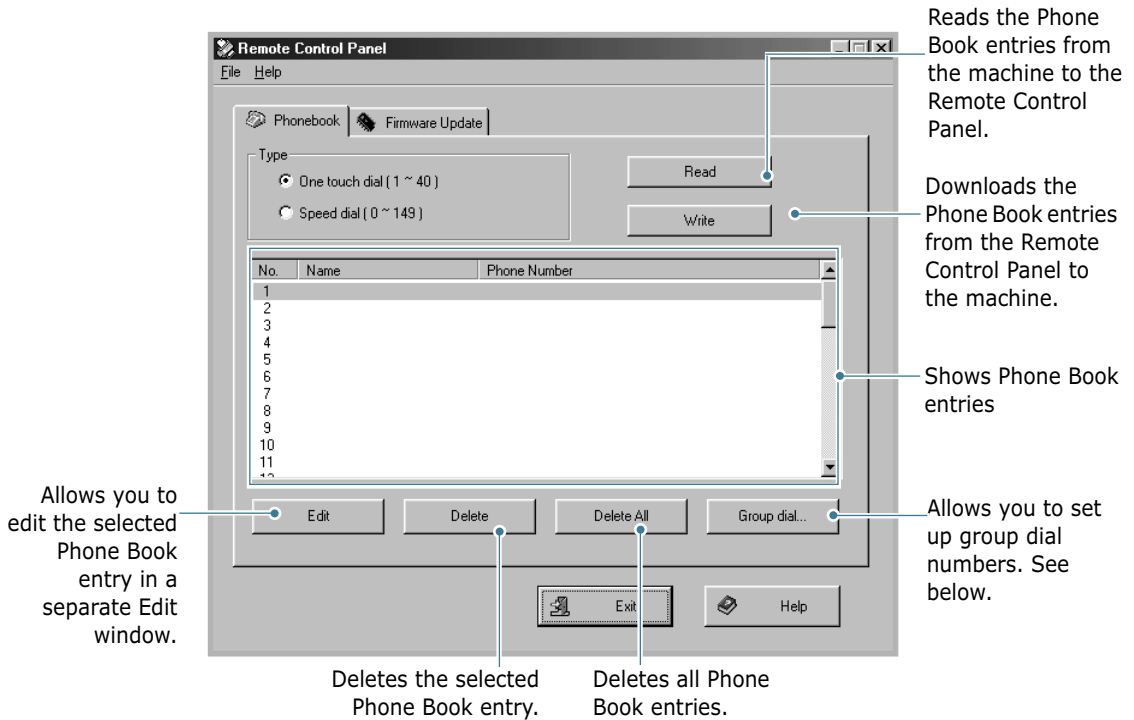 Reads the Phone
Book entries from
the machine to the
Remote Control
Panel.
Remote Control Panel
File Help
Phonebook Firmware Update
Type
One touch dial ( 1 ~ 40 )
Speed dial ( 0 ~ 149 )
Read
Write
Downloads the
Phone Book entries
from the Remote
Control Panel to
the machine.
No. Name Phone Number
1
2
3
4
5
6
7
8
9
10
11
Shows Phone Book
entries
Allows you to
edit the selected
Phone Book
entry in a
separate Edit
window.
Edit Delete Delete All Group dial...
Allows you to set
up group dial
numbers. See
below.
Exit Help
Deletes the selected
Phone Book entry.
Deletes all Phone
Book entries.